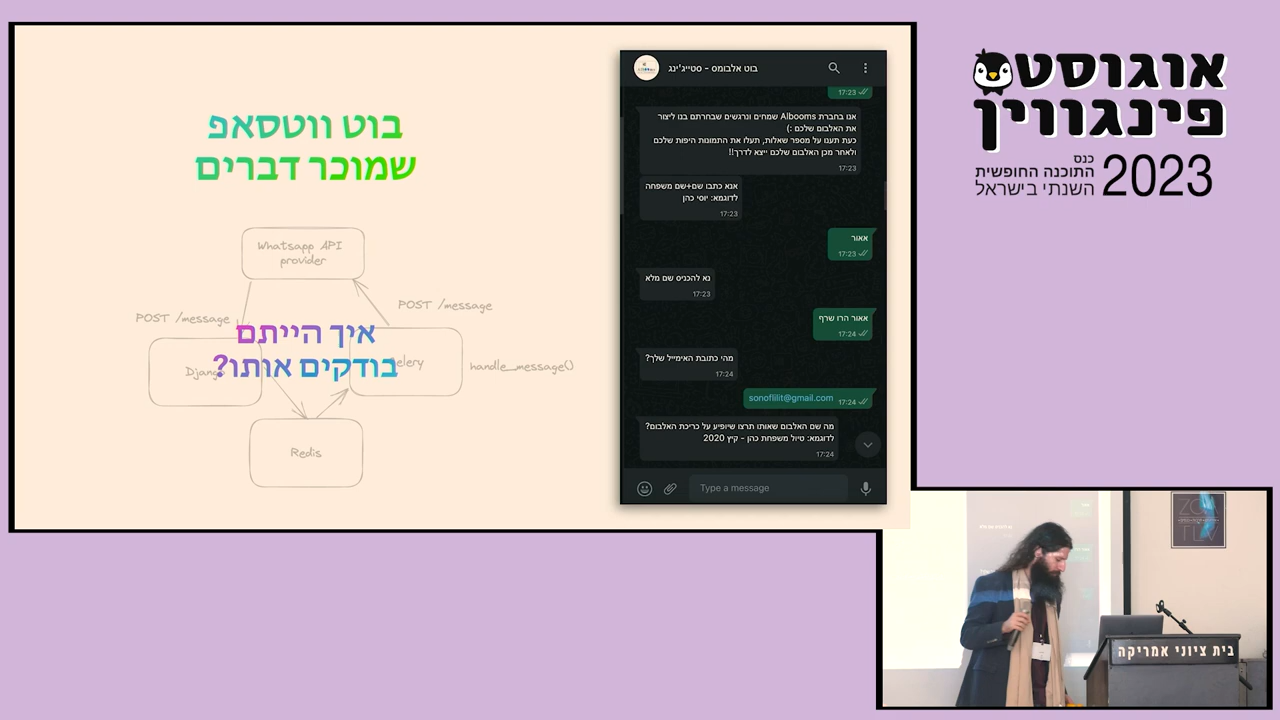 בוט ווטסאפ
שמוכר דברים
Whatsapp API
provider
POST /message
POST /message
איך הייתם
בודקים אותו?
Django
Celery
handle_message()
Redis
בוט אלבומס - סטייג'ינג
17:23
אנו בחברת Albooms שמחים ונרגשים שבחרתם בנו ליצור
את האלבום שלכם :)
כעת תענו על מספר שאלות, תעלו את התמונות היפות שלכם
ולאחר מכן האלבום שלכם ייצא לדרך!!
17:23
אנא כתבו שם+שם משפחה
לדוגמא: יוסי כהן
17:23
אאור
17:23
נא להכניס שם מלא
17:23
אאור הרו שרף
17:24
מהי כתובת האימייל שלך?
17:24
sonoflilit@gmail.com 17:24
מה שם האלבום שאותו תרצו שיופיע על כריכת האלבום?
לדוגמא: טיול משפחת כהן - קיץ 2020
17:24
Type a message
אוגוסט
פינגווין
כנס
התוכנה החופשית
השנתי בישראל
2023
בית ציוני אמריקה